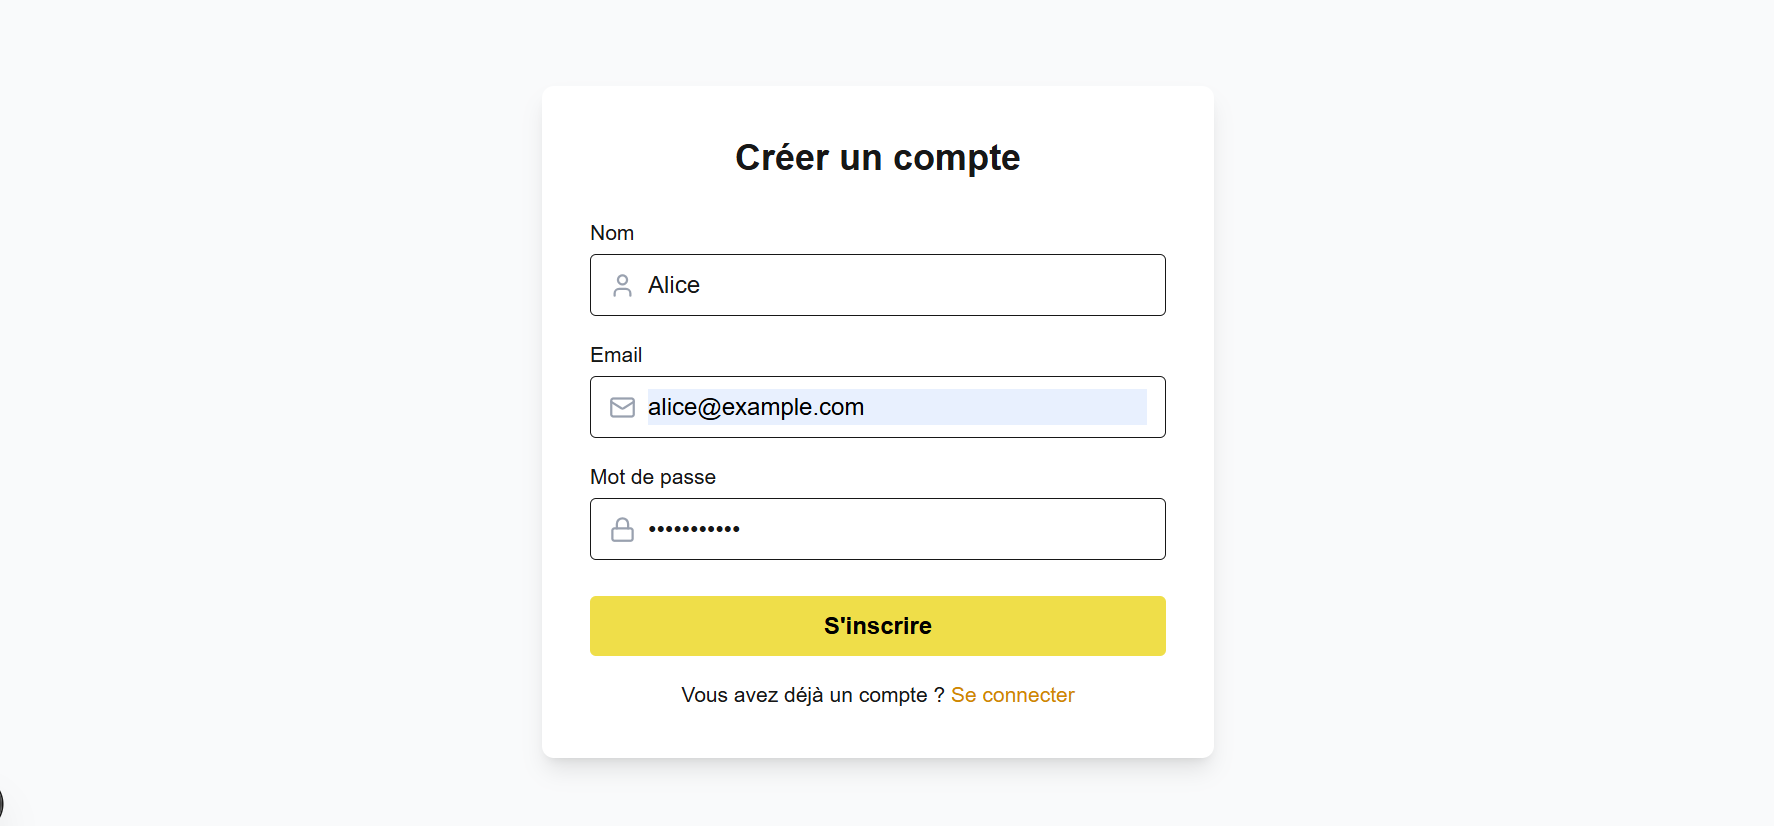 Créer un compte
Nom
Alice
Email
alice@example.com
Mot de passe
•••••••••••
S'inscrire
Vous avez déjà un compte ? Se connecter